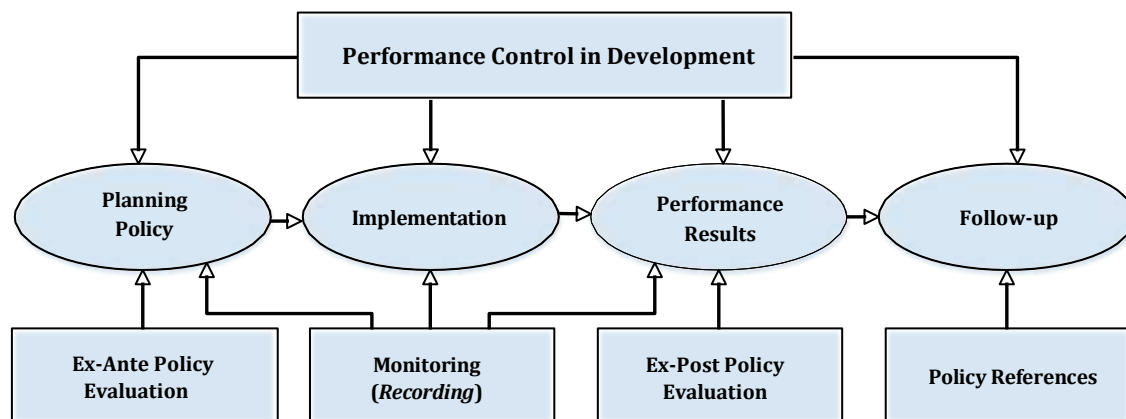 Performance Control in Development
Planning
Policy
Implementation
Performance
Results
Follow-up
Ex-Ante Policy
Evaluation
Monitoring
(Recording)
Ex-Post Policy
Evaluation
Policy References